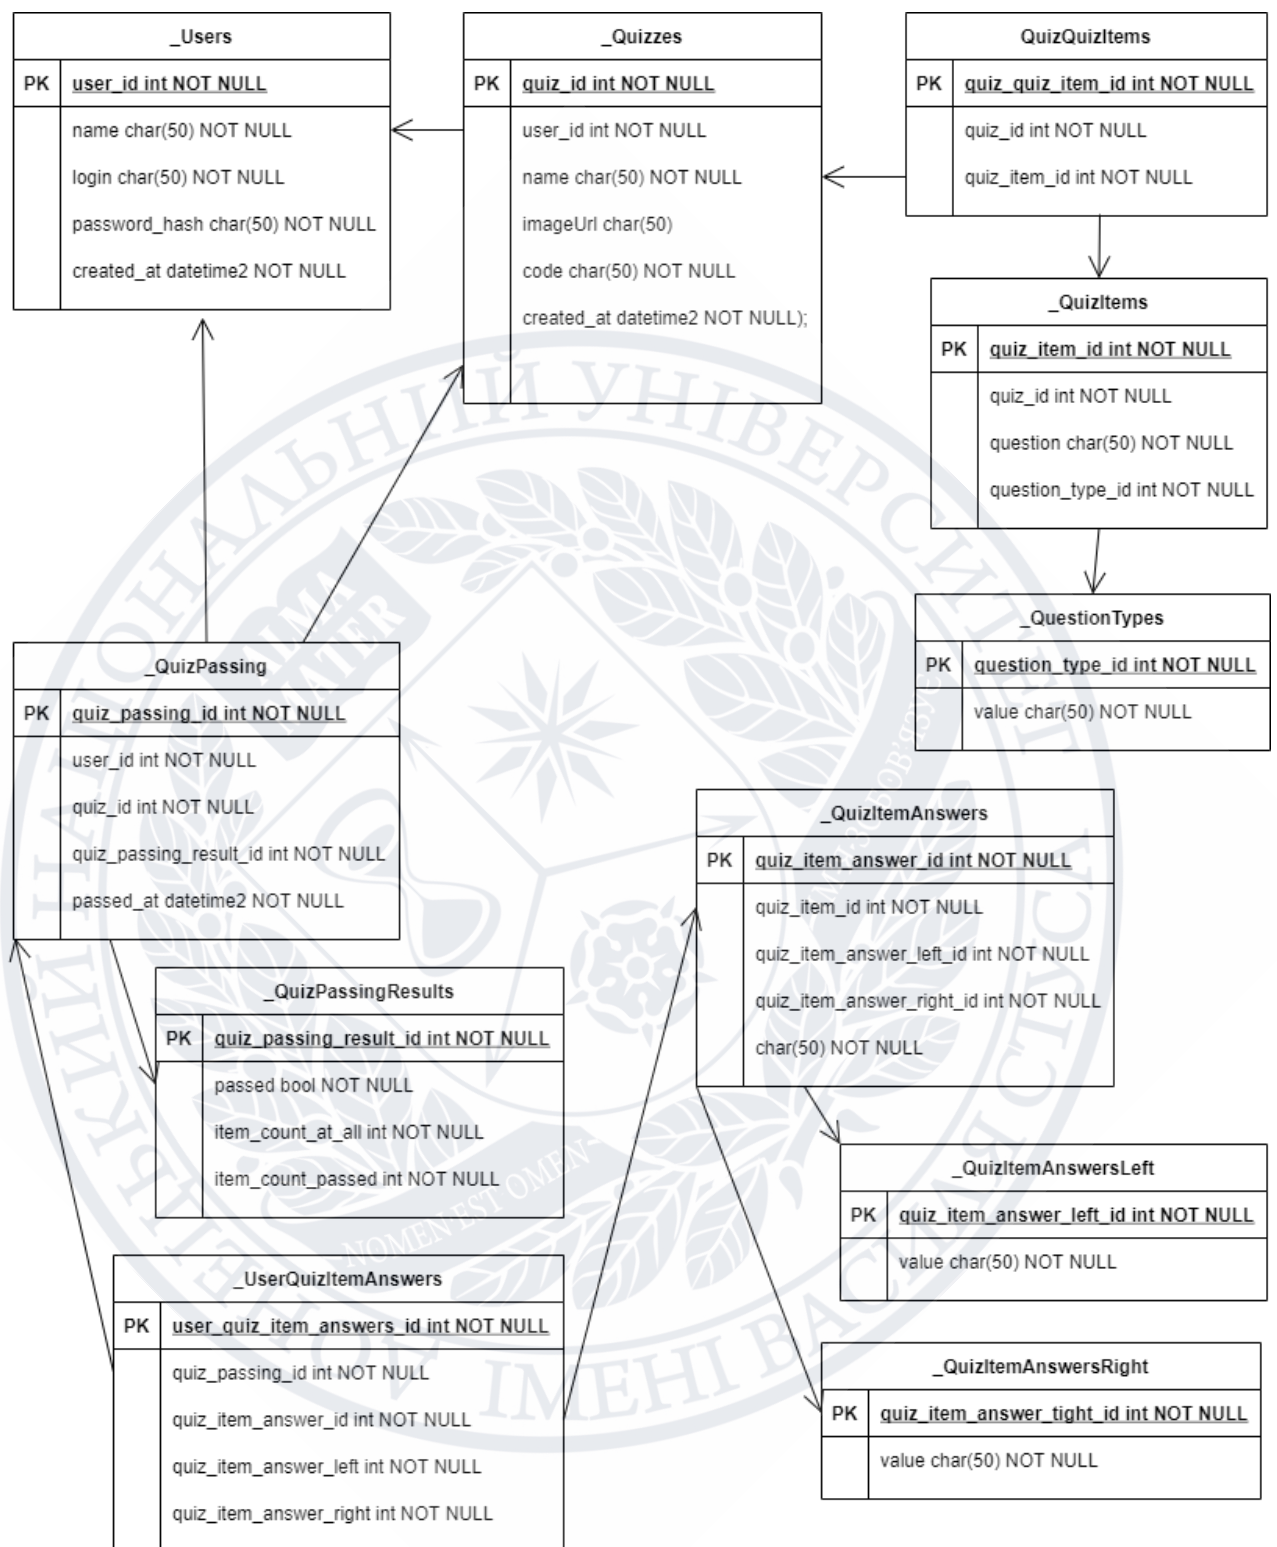 _Users
PK user_id int NOT NULL
name char(50) NOT NULL
login char(50) NOT NULL
password_hash char(50) NOT NULL
created_at datetime2 NOT NULL
_Quizzes
PK quiz_id int NOT NULL
user_id int NOT NULL
name char(50) NOT NULL
imageUrl char(50)
code char(50) NOT NULL
created_at datetime2 NOT NULL);
QuizQuizItems
PK quiz_quiz_item_id int NOT NULL
quiz_id int NOT NULL
quiz_item_id int NOT NULL
_QuizItems
PK quiz_item_id int NOT NULL
quiz_id int NOT NULL
question char(50) NOT NULL
question_type_id int NOT NULL
_QuestionTypes
PK question_type_id int NOT NULL
value char(50) NOT NULL
_QuizPassing
PK quiz_passing_id int NOT NULL
user_id int NOT NULL
quiz_id int NOT NULL
quiz_passing_result_id int NOT NULL
passed_at datetime2 NOT NULL
_QuizItemAnswers
PK quiz_item_answer_id int NOT NULL
quiz_item_id int NOT NULL
quiz_item_answer_left_id int NOT NULL
quiz_item_answer_right_id int NOT NULL
char(50) NOT NULL
_QuizPassingResults
PK quiz_passing_result_id int NOT NULL
passed bool NOT NULL
item_count_at_all int NOT NULL
item_count_passed int NOT NULL
_QuizItemAnswersLeft
PK quiz_item_answer_left_id int NOT NULL
value char(50) NOT NULL
_UserQuizItemAnswers
PK user_quiz_item_answers_id int NOT NULL
quiz_passing_id int NOT NULL
quiz_item_answer_id int NOT NULL
quiz_item_answer_left int NOT NULL
quiz_item_answer_right int NOT NULL
_QuizItemAnswersRight
PK quiz_item_answer_tight_id int NOT NULL
value char(50) NOT NULL
НАЦІОНАЛЬНИЙ УНІВЕРСИТЕТ
ІМЕНІ ВАСИЛЯ СТУСА
ALMA
MATER
NOMEN EST OMEN